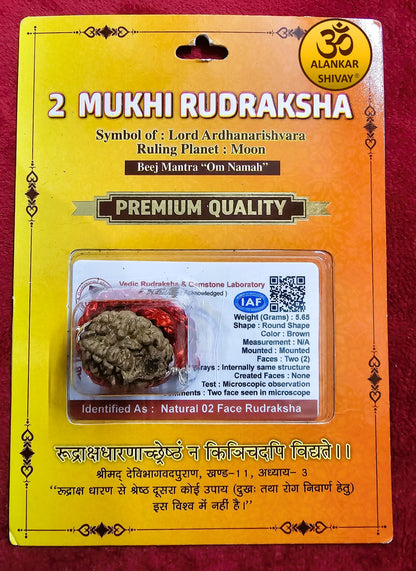 ॐ
ALANKAR
SHIVAY®
2 MUKHI RUDRAKSHA
Symbol of : Lord Ardhanarishvara
Ruling Planet : Moon
Beej Mantra “Om Namah”
PREMIUM QUALITY
Vedic Rudraksha & Gemstone Laboratory
Acknowledged )
IAF
Weight (Grams) : 5.65
Shape : Round Shape
Color : Brown
Measurement : N/A
Mounted : Mounted
Faces : Two (2)
rays : Internally same structure
Created Faces : None
Test : Microscopic observation
: Two face seen in microscope
Identified As : Natural 02 Face Rudraksha
रूद्राक्षधारणाच्छ्रेष्ठं न किञ्चिदपि विद्यते।।
श्रीमद् देविभागवदपुराण, खण्ड-11, अध्याय- 3
“रूद्राक्ष धारण से श्रेष्ठ दूसरा कोई उपाय (दुखः तथा रोग निवार्ण हेतु)
इस विश्व में नहीं है।”